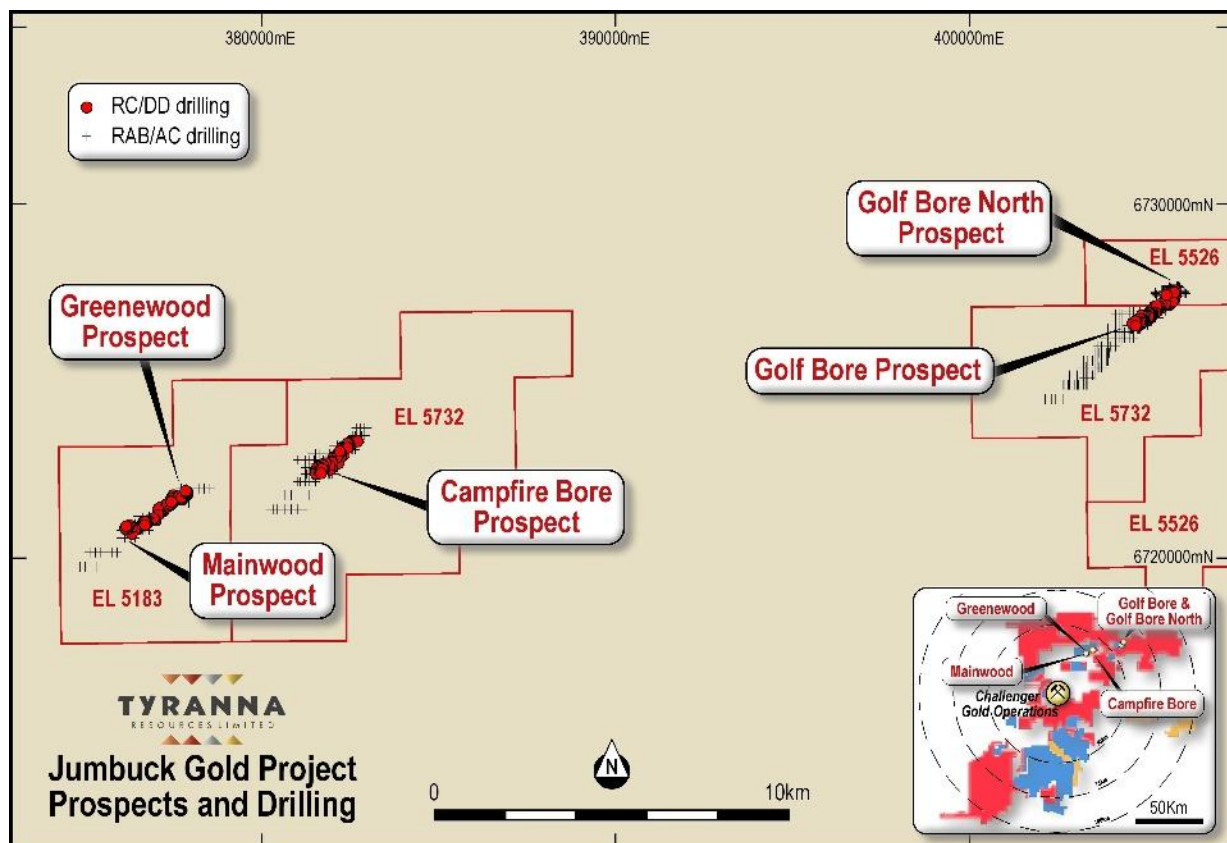 380000mE
390000mE
400000mE
RC/DD drilling
RAB/AC drilling
Golf Bore North
Prospect
6730000mN
EL 5526
Greenewood
Prospect
Golf Bore Prospect
EL 5732
EL 5732
Campfire Bore
Prospect
EL 5526
6720000mN
Mainwood
Prospect
EL 5183
Greenewood
Golf Bore &
Golf Bore North
Mainwood
Challenger
Gold Operations
Campfire Bore
50Km
TYRANNA
RESOURCES LIMITED
Jumbuck Gold Project
Prospects and Drilling
N
0
10km